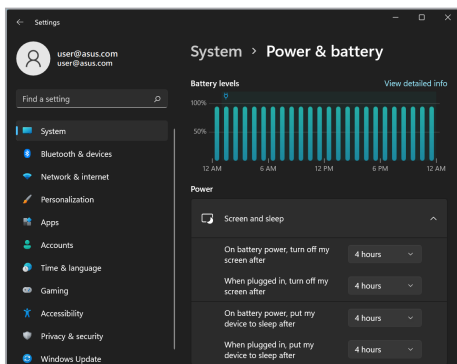 Settings
user@asus.com
user@asus.com
Find a setting
System
Bluetooth & devices
Network & internet
Personalization
Apps
Accounts
Time & language
Gaming
Accessibility
Privacy & security
Windows Update
System > Power & battery
Battery levels
View detailed info
100%
50%
12 AM 6 AM 12 PM 6 PM 12 AM
Power
Screen and sleep
On battery power, turn off my
screen after
4 hours
When plugged in, turn off my
screen after
4 hours
On battery power, put my
device to sleep after
4 hours
When plugged in, put my
device to sleep after
4 hours